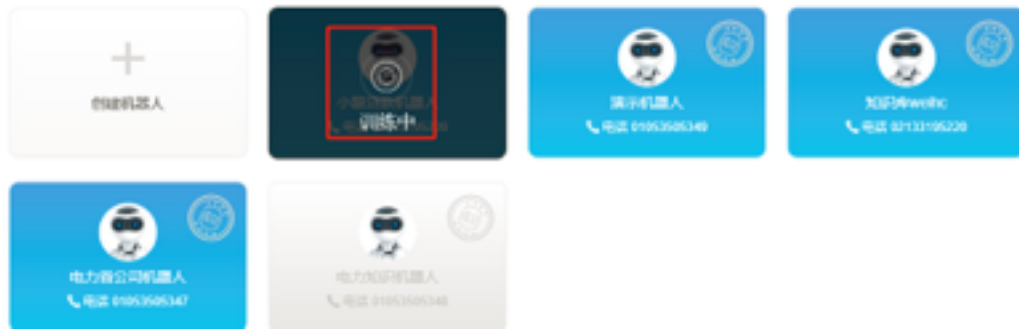 创建机器人
训练中
演示机器人
电话 01053505349
知识库weihc
电话 02133195220
电力省公司机器人
电话 01053505347
电力知识机器人
电话 01053505348